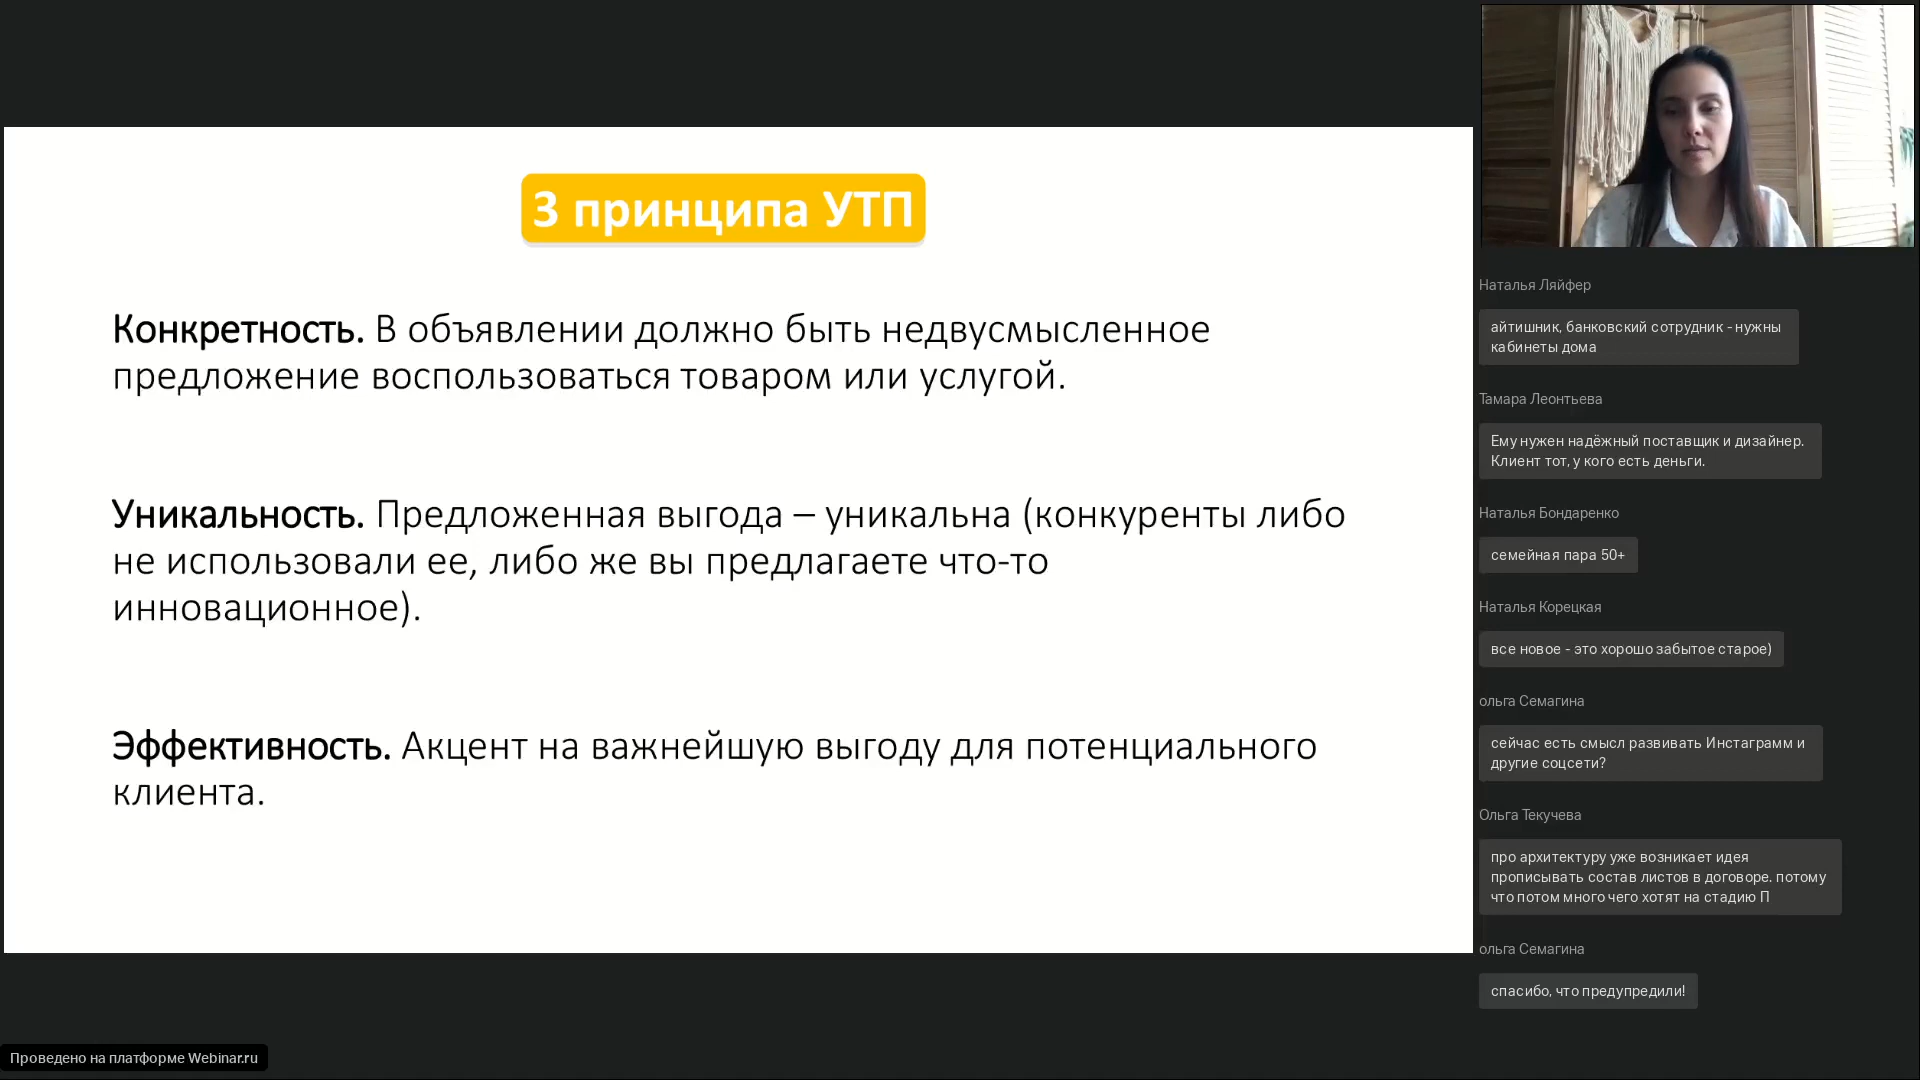 3 принципа УТП
Конкретность. В объявлении должно быть недвусмысленное
предложение воспользоваться товаром или услугой.
Уникальность. Предложенная выгода – уникальна (конкуренты либо
не использовали ее, либо же вы предлагаете что-то
инновационное).
Эффективность. Акцент на важнейшую выгоду для потенциального
клиента.
Наталья Ляйфер
айтишник, банковский сотрудник - нужны
кабинеты дома
Тамара Леонтьева
Ему нужен надёжный поставщик и дизайнер.
Клиент тот, у кого есть деньги.
Наталья Бондаренко
семейная пара 50+
Наталья Корецкая
все новое - это хорошо забытое старое)
ольга Семагина
сейчас есть смысл развивать Инстаграмм и
другие соцсети?
Ольга Текучева
про архитектуру уже возникает идея
прописывать состав листов в договоре. потому
что потом много чего хотят на стадию П
ольга Семагина
спасибо, что предупредили!
Проведено на платформе Webinar.ru